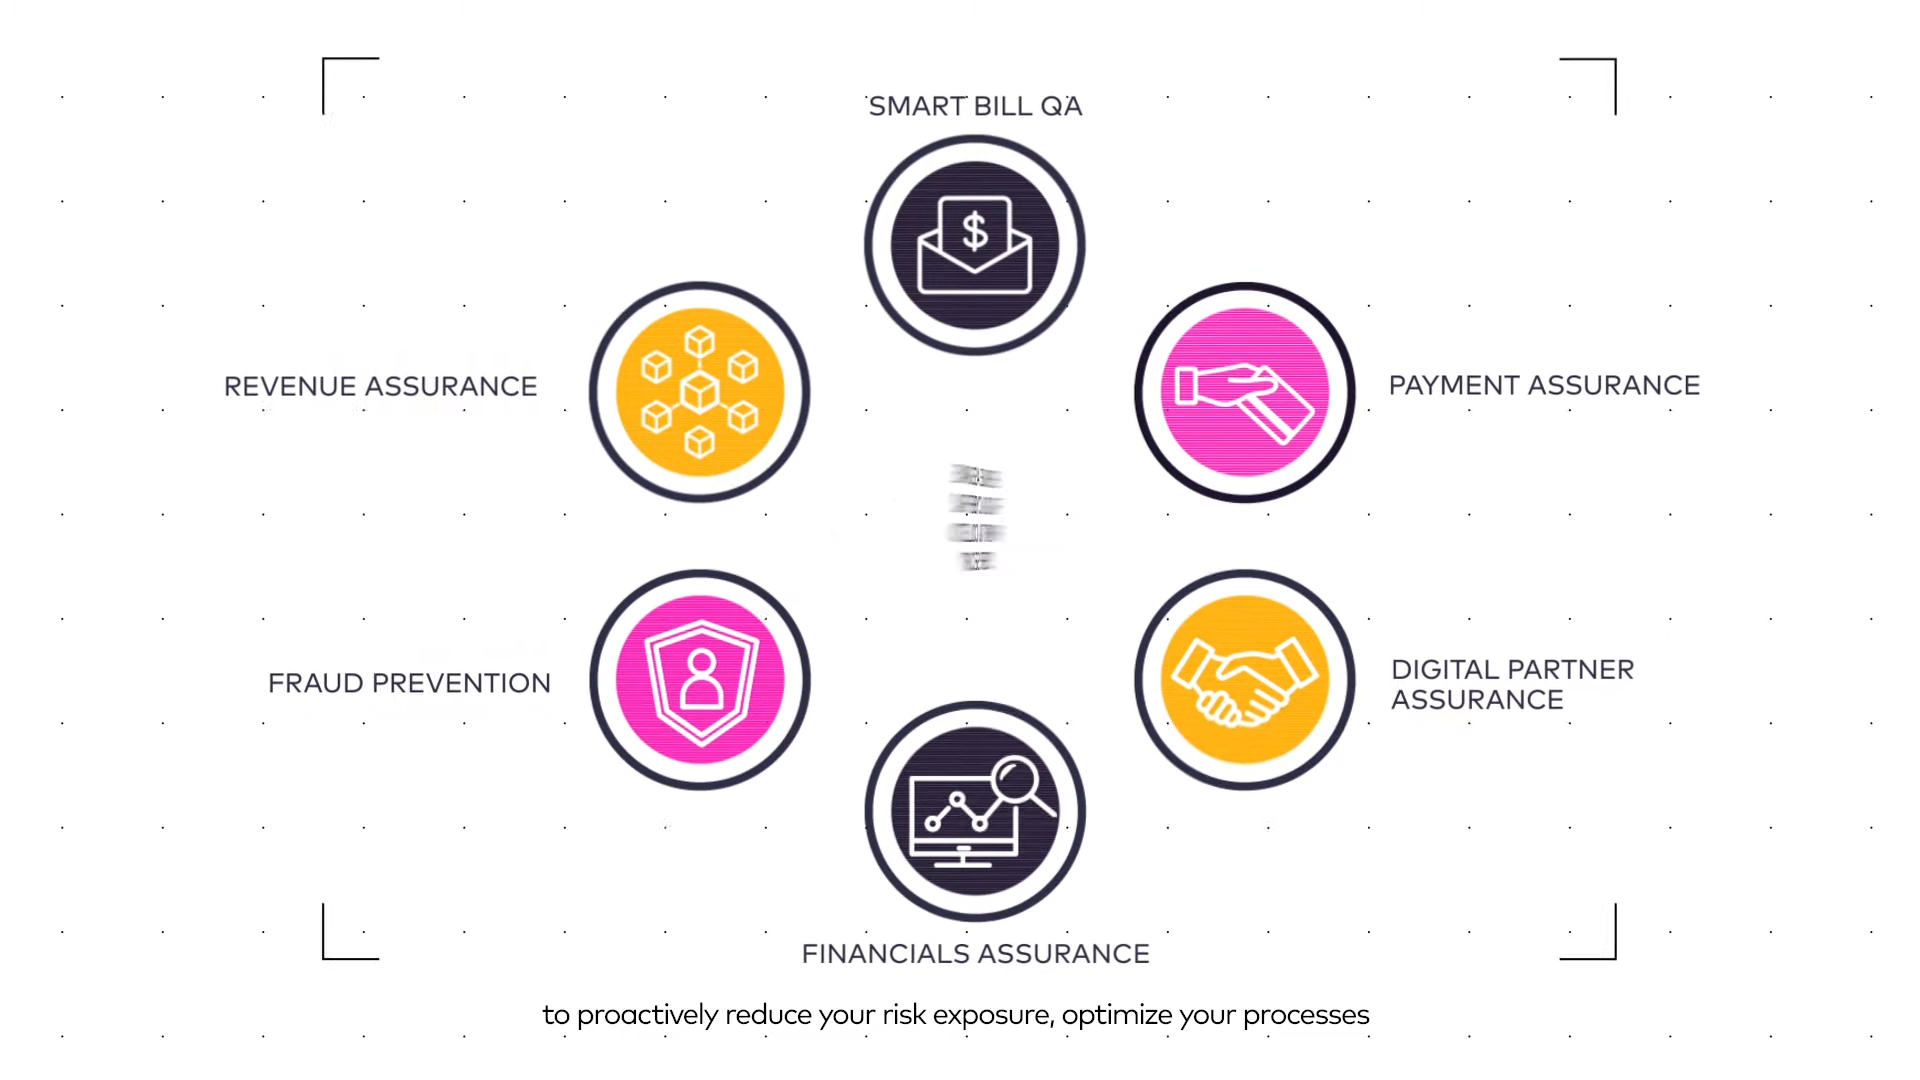 SMART BILL QA
REVENUE ASSURANCE
PAYMENT ASSURANCE
FRAUD PREVENTION
DIGITAL PARTNER
ASSURANCE
FINANCIALS ASSURANCE
to proactively reduce your risk exposure, optimize your processes